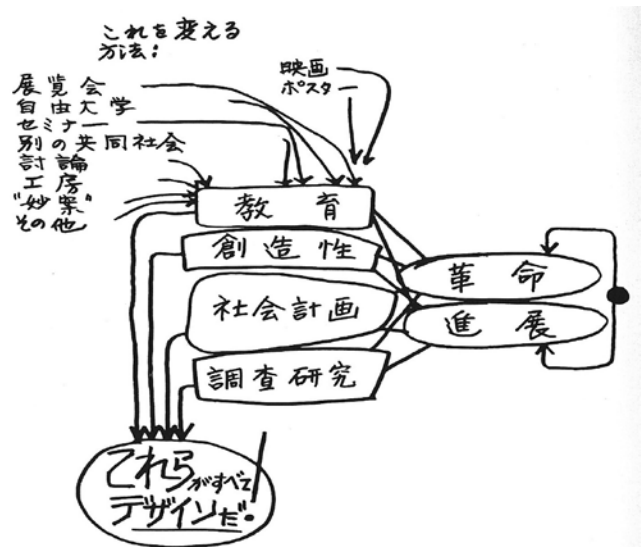 これを変える
方法:
展覧会
自由大学
セミナー
別の共同社会
討論
工房
"妙案"
その他
映画
ポスター
教育
創造性
社会計画
調査研究
革命
進展
これらがすべて
デザインだ!